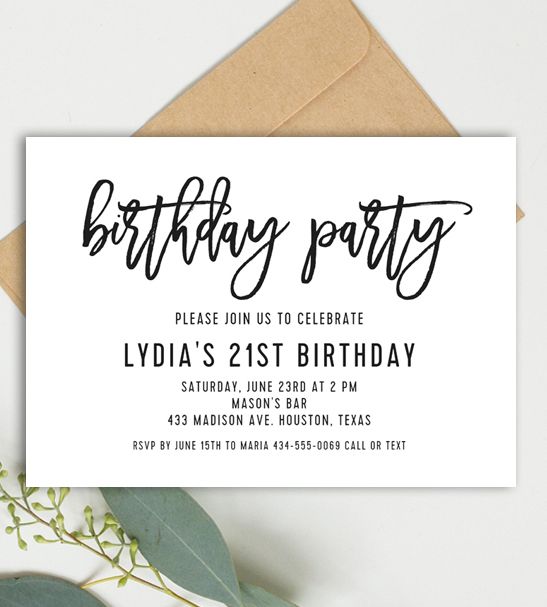 birthday party
PLEASE JOIN US TO CELEBRATE
LYDIA'S 21ST BIRTHDAY
SATURDAY, JUNE 23RD AT 2 PM
MASON'S BAR
433 MADISON AVE. HOUSTON, TEXAS
RSVP BY JUNE 15TH TO MARIA 434-555-0069 CALL OR TEXT